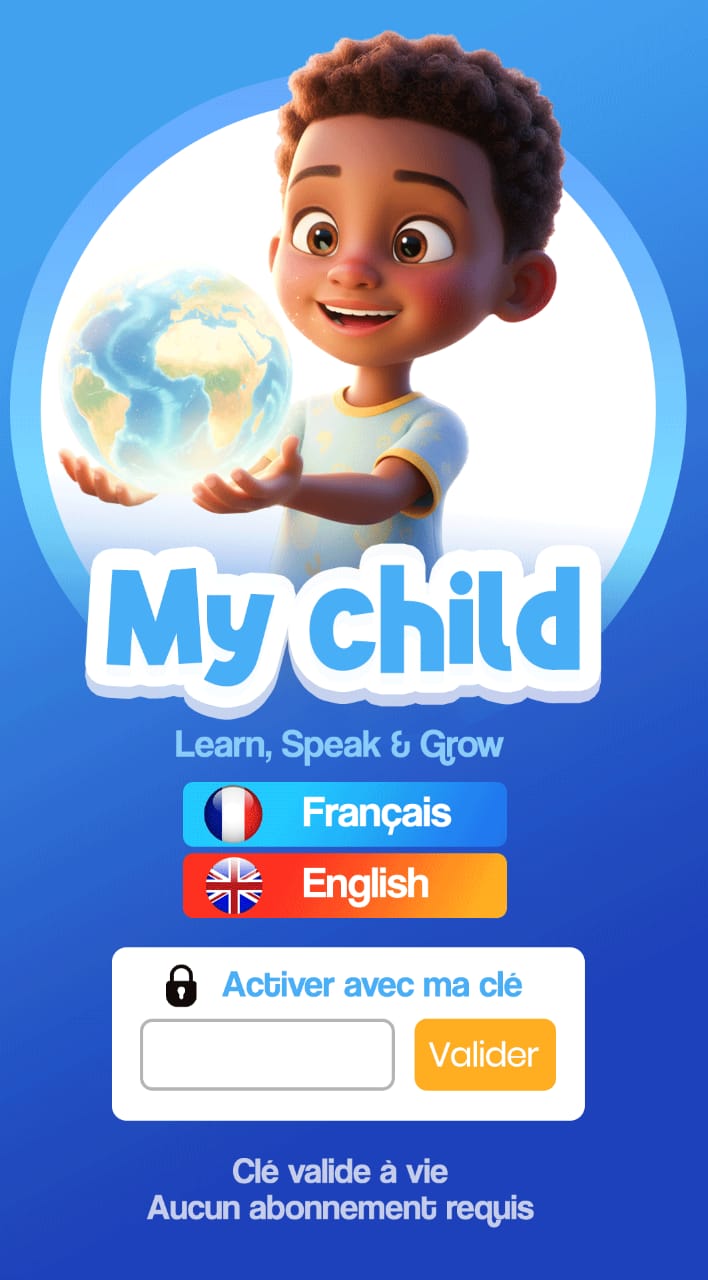 My child
Learn, Speak & Grow
Français
English
Activer avec ma clé
Valider
Clé valide à vie
Aucun abonnement requis